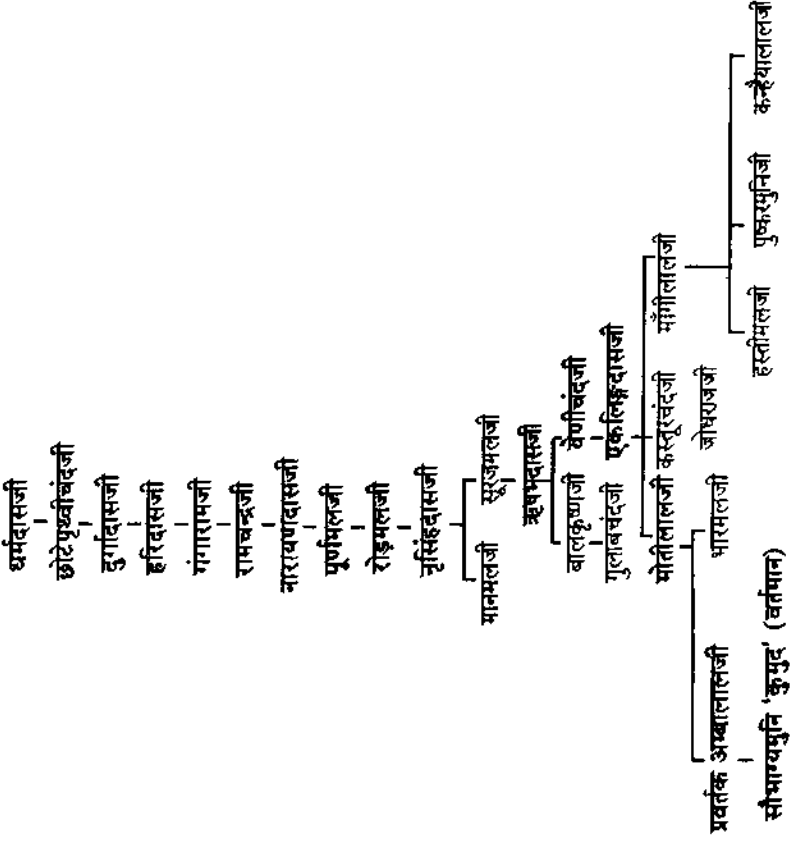 धर्मदासजी
छोटेपृथ्वीचंदजी
दुर्गादासजी
हरिदासजी
गंगारामजी
रामचन्द्रजी
नारायणदासजी
पूर्णमलजी
रोड़मलजी
नृसिंहदासजी
मानमलजी सूरजमलजी
ऋषभदासजी
बालकृष्णजी वेणीचंदजी
गुलाबचंदजी एकलिङ्गदासजी
मोतीलालजी कस्तूरचंदजी माँगीलालजी
प्रवर्तक अम्बालालजी भारमलजी जोधराजजी
सौभाग्यमुनि 'कुमुद' (वर्तमान) हस्तीमलजी पुष्करमुनिजी कन्हैयालालजी